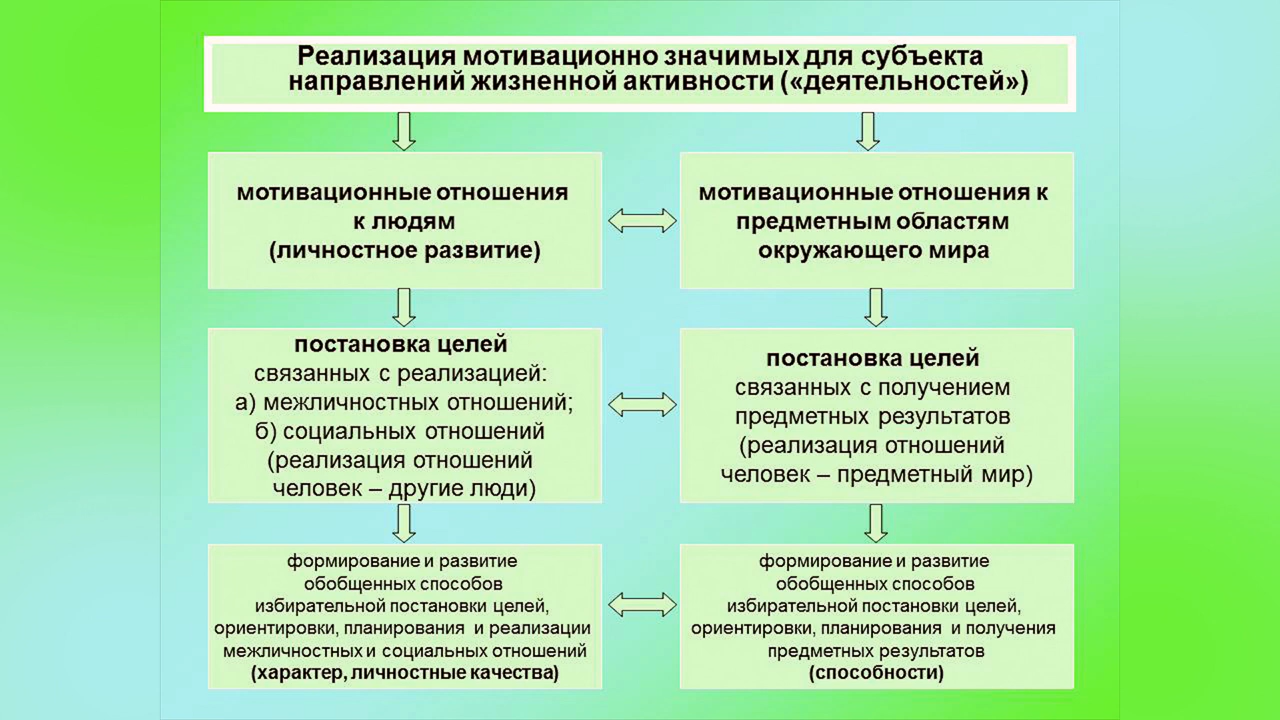 Реализация мотивационно значимых для субъекта
направлений жизненной активности («деятельностей»)
мотивационные отношения
к людям
(личностное развитие)
мотивационные отношения к
предметным областям
окружающего мира
постановка целей
связанных с реализацией:
а) межличностных отношений;
б) социальных отношений
(реализация отношений
человек – другие люди)
постановка целей
связанных с получением
предметных результатов
(реализация отношений
человек – предметный мир)
формирование и развитие
обобщенных способов
избирательной постановки целей,
ориентировки, планирования и реализации
межличностных и социальных отношений
(характер, личностные качества)
формирование и развитие
обобщенных способов
избирательной постановки целей,
ориентировки, планирования и получения
предметных результатов
(способности)